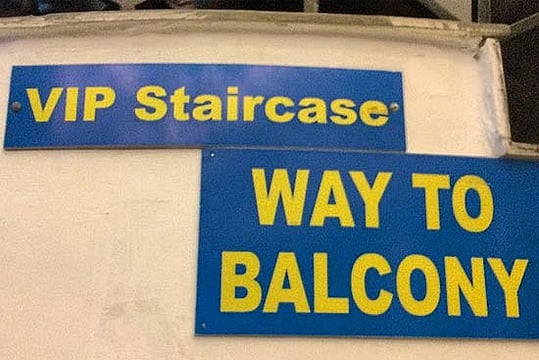 VIP Staircase
WAY TO
BALCONY